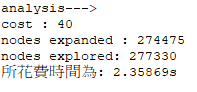 analysis--->
cost : 40
nodes expanded : 274475
nodes explored: 277330
所花費時間為: 2.35869s